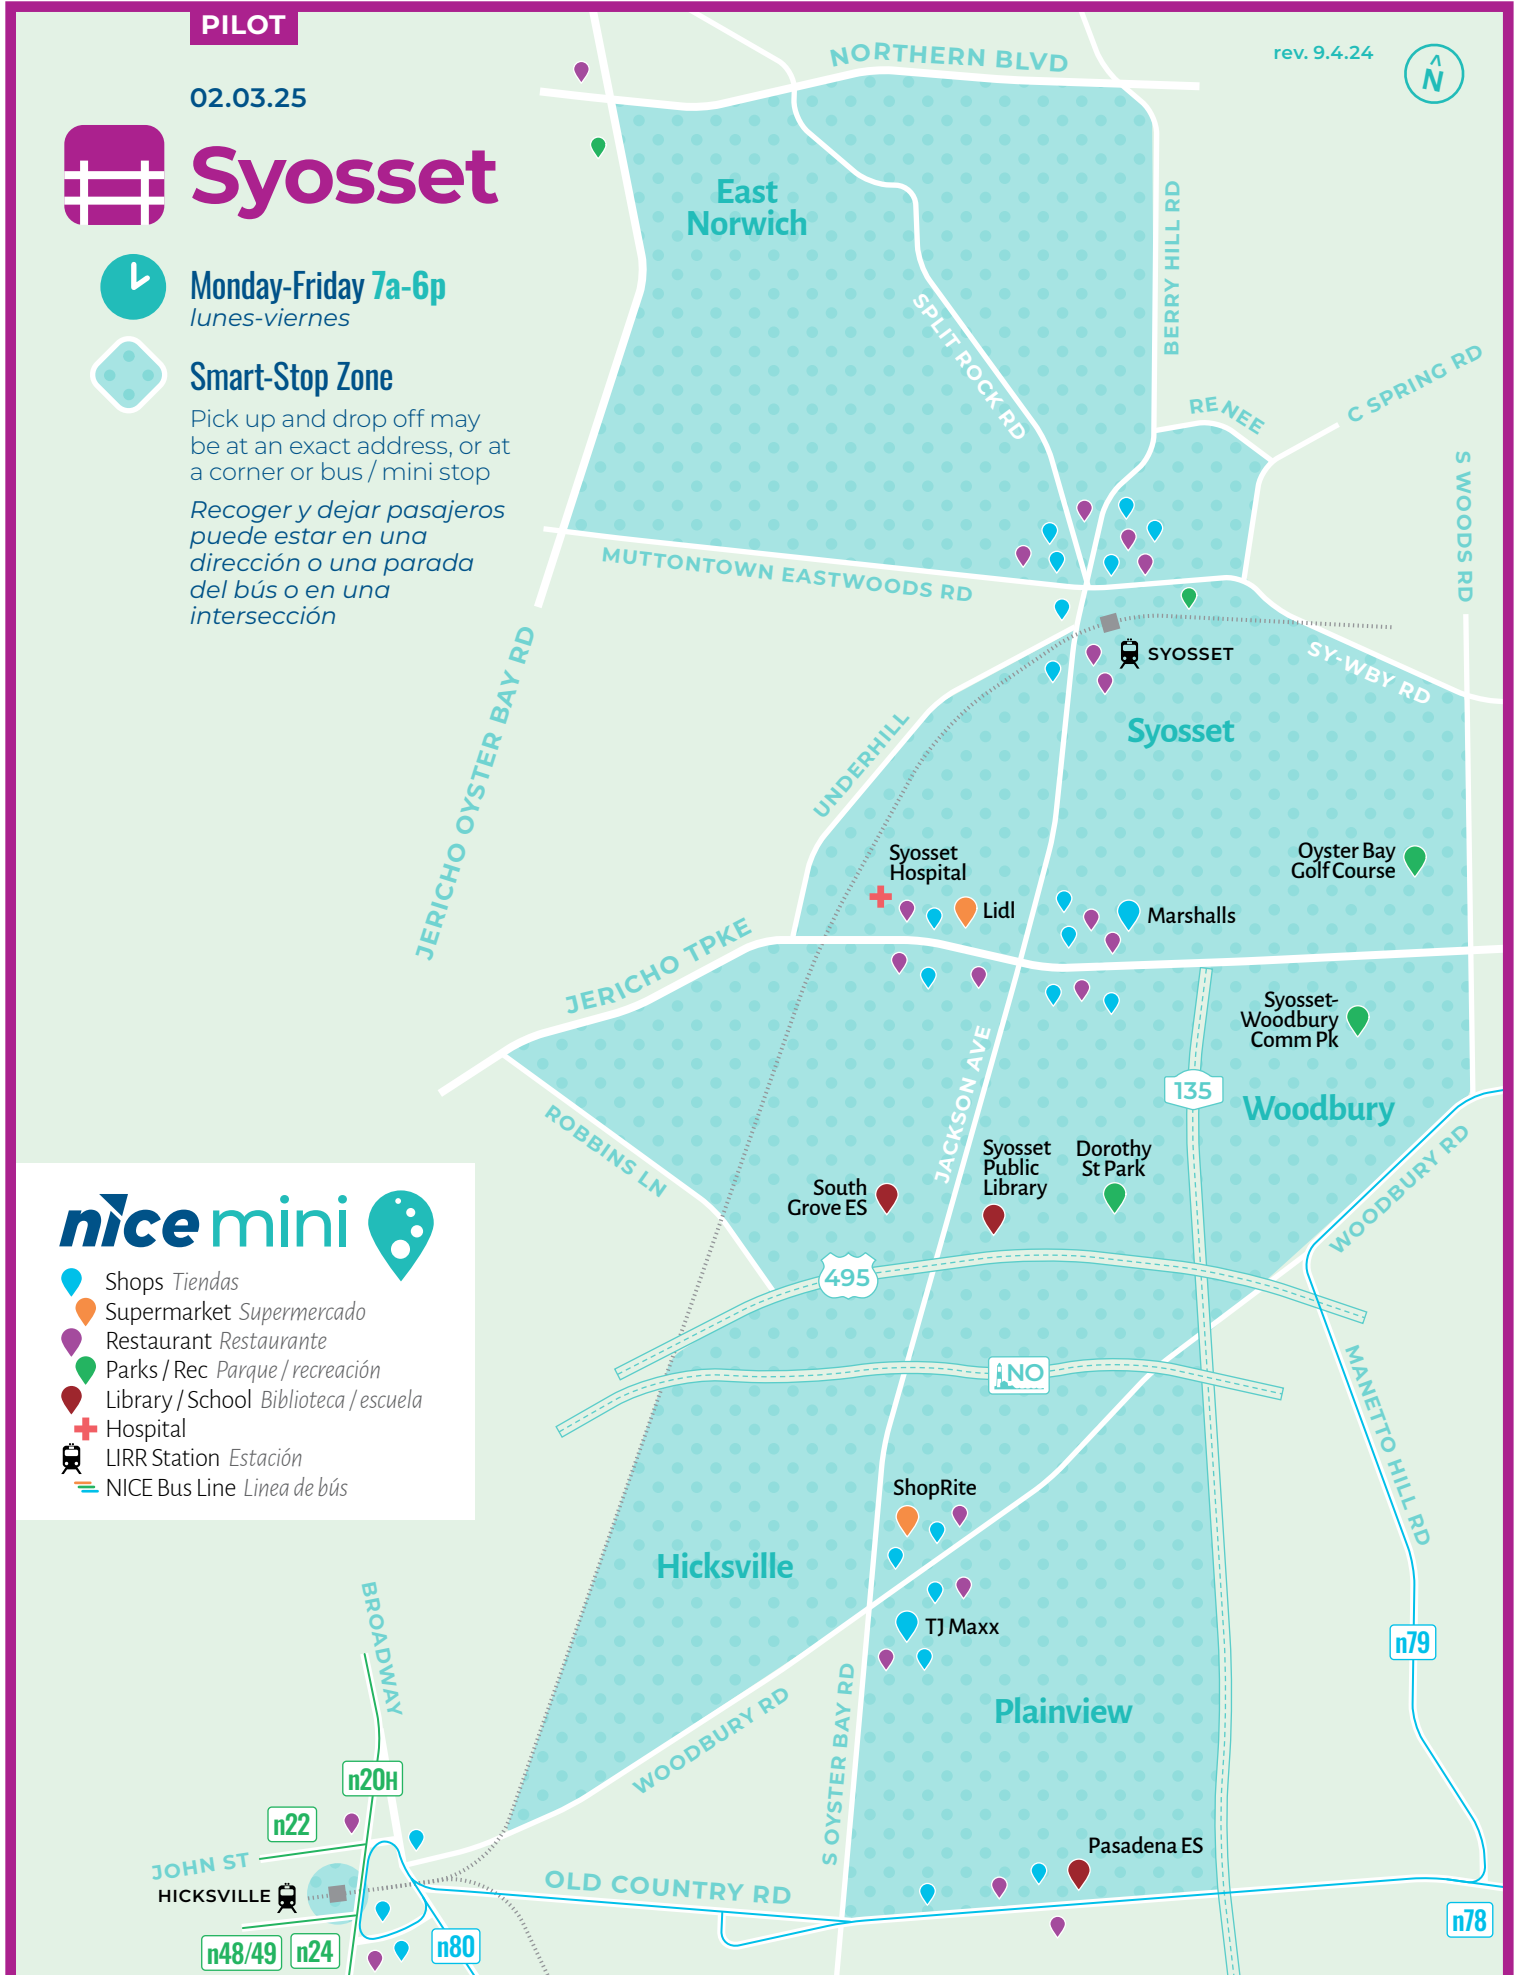 PILOT
02.03.25
Syosset
Monday-Friday 7a-6p
lunes-viernes
Smart-Stop Zone
Pick up and drop off may
be at an exact address, or at
a corner or bus / mini stop
Recoger y dejar pasajeros
puede estar en una
dirección o una parada
del bús o en una
intersección
rev. 9.4.24
N
NORTHERN BLVD
East
Norwich
BERRY HILL RD
SPLIT ROCK RD
RENEE
C SPRING RD
S WOODS RD
MUTTONTOWN EASTWOODS RD
JERICHO OYSTER BAY RD
SYOSSET
SY-WBY RD
Syosset
UNDERHILL
Syosset
Hospital
Lidl
Marshalls
Oyster Bay
Golf Course
JERICHO TPKE
Syosset-
Woodbury
Comm Pk
JACKSON AVE
135
Woodbury
ROBBINS LN
South
Grove ES
Syosset
Public
Library
Dorothy
St Park
WOODBURY RD
495
NO
MANETTO HILL RD
nice mini
Shops Tiendas
Supermarket Supermercado
Restaurant Restaurante
Parks / Rec Parque / recreación
Library / School Biblioteca / escuela
Hospital
LIRR Station Estación
NICE Bus Line Linea de bús
ShopRite
Hicksville
TJ Maxx
n79
Plainview
WOODBURY RD
S OYSTER BAY RD
BROADWAY
n20H
n22
JOHN ST
HICKSVILLE
OLD COUNTRY RD
Pasadena ES
n78
n48/49
n24
n80